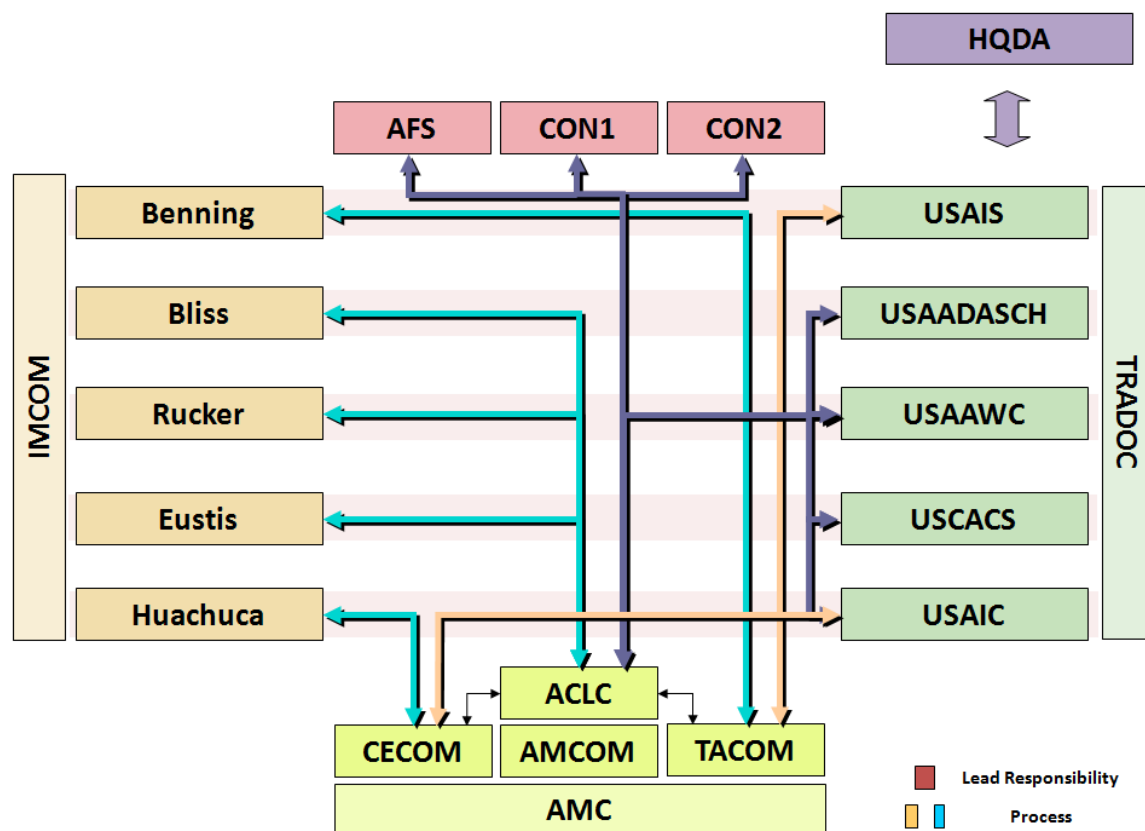 HQDA
AFS
CON1
CON2
IMCOM
Benning
USAIS
Bliss
USAADASCH
Rucker
USAAWC
TRADOC
Eustis
USCACS
Huachuca
USAIC
ACLC
CECOM
AMCOM
TACOM
AMC
Lead Responsibility
Process